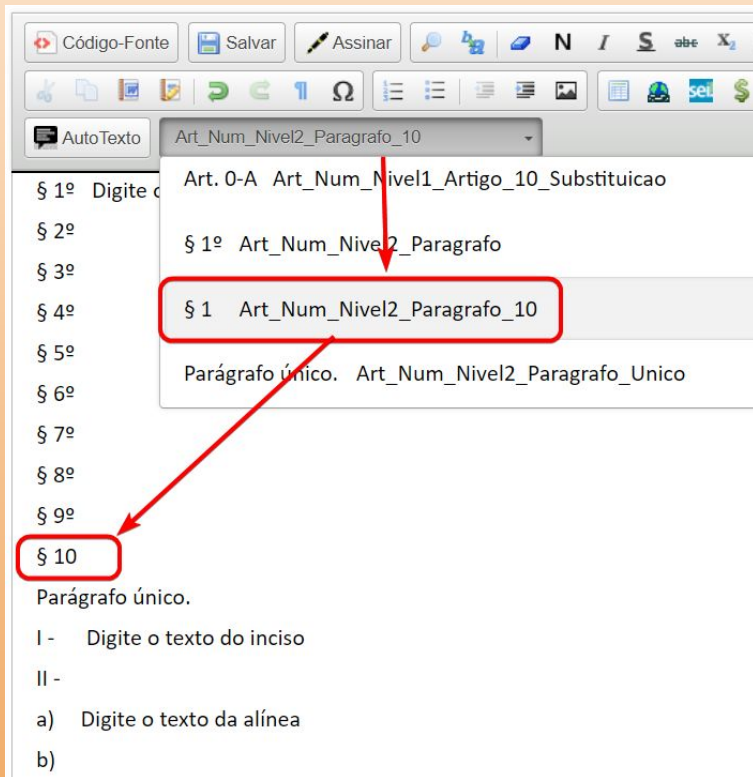 Código-Fonte Salvar Assinar b a N I S abc X₂
¶ Ω sei $
AutoTexto Art_Num_Nivel2_Paragrafo_10
Art. 0-A Art_Num_Nivel1_Artigo_10_Substituicao
§ 1º Art_Num_Nivel2_Paragrafo
§ 1 Art_Num_Nivel2_Paragrafo_10
Parágrafo único. Art_Num_Nivel2_Paragrafo_Unico
§ 1º Digite
§ 2º
§ 3º
§ 4º
§ 5º
§ 6º
§ 7º
§ 8º
§ 9º
§ 10
Parágrafo único.
I - Digite o texto do inciso
II -
a) Digite o texto da alínea
b)